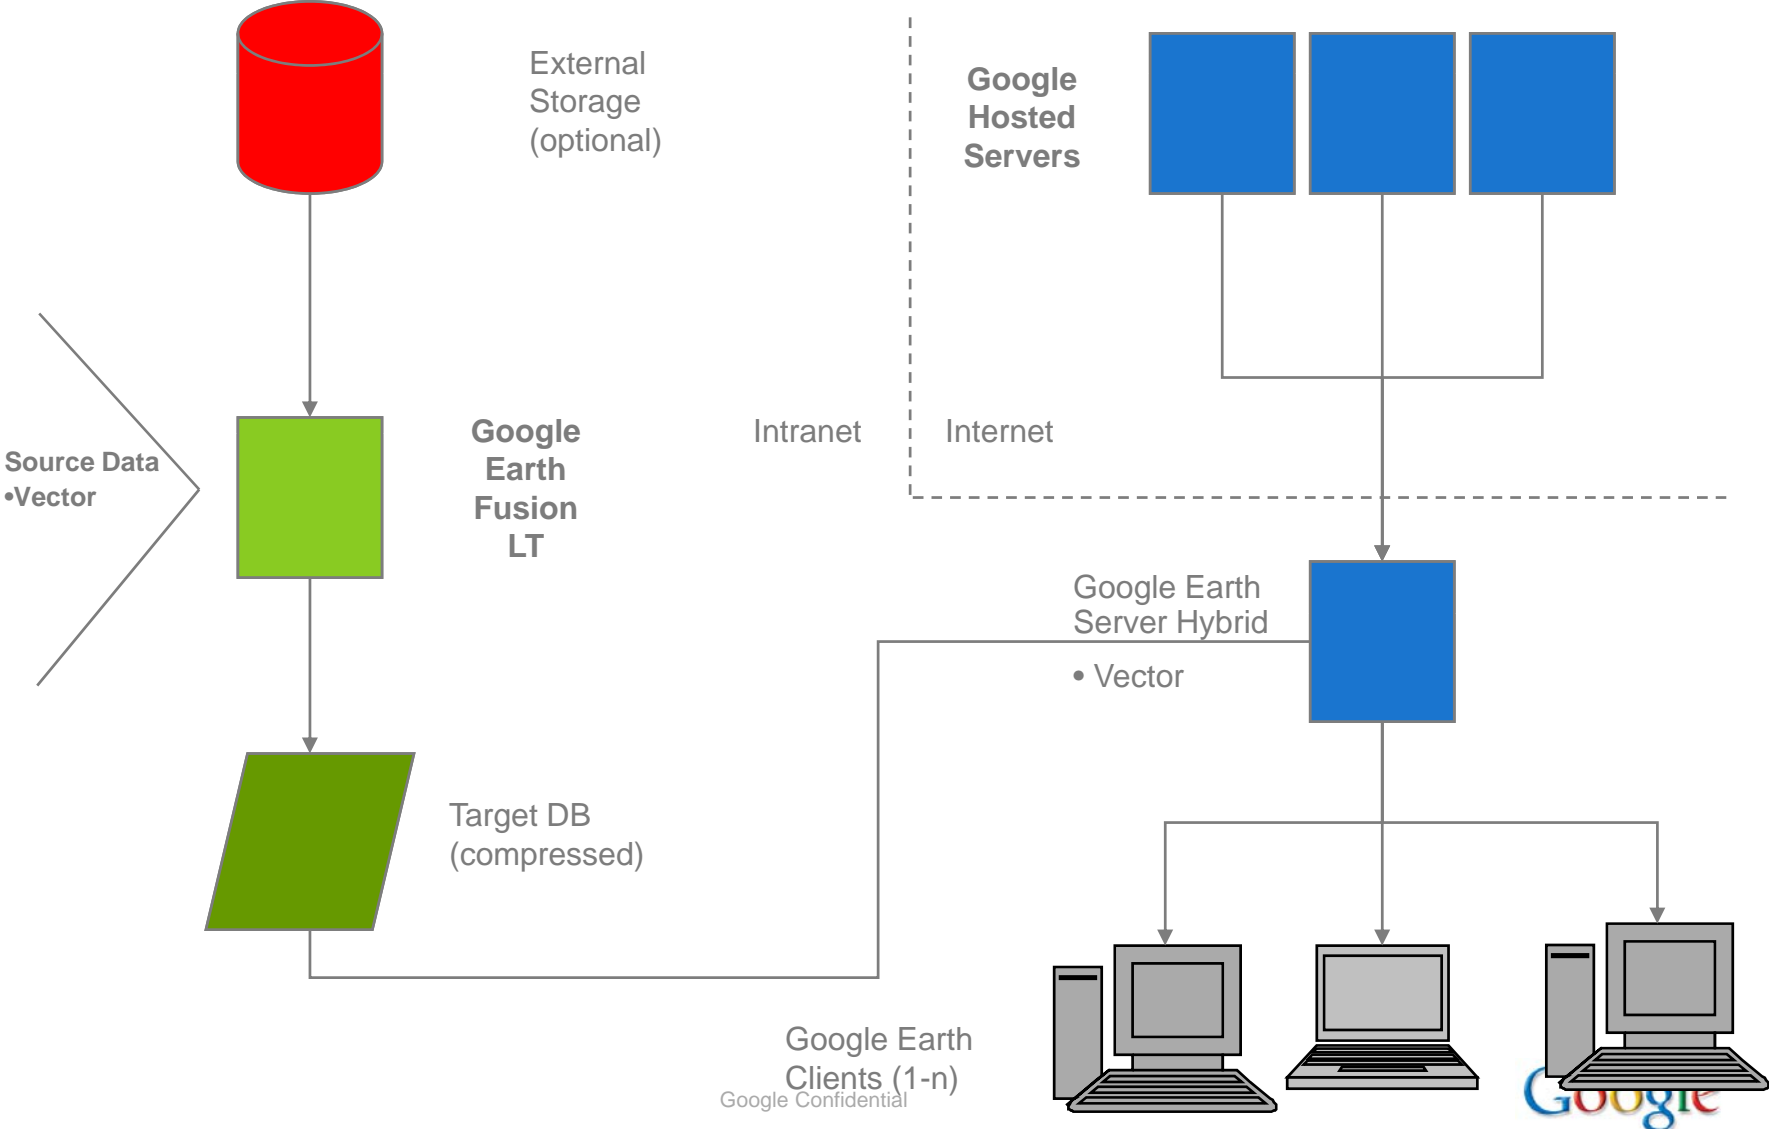 External
Storage
(optional)
Google
Hosted
Servers
Source Data
•Vector
Google
Earth
Fusion
LT
Intranet
Internet
Google Earth
Server Hybrid
• Vector
Target DB
(compressed)
Google Earth
Clients (1-n)
Google Confidential
Google